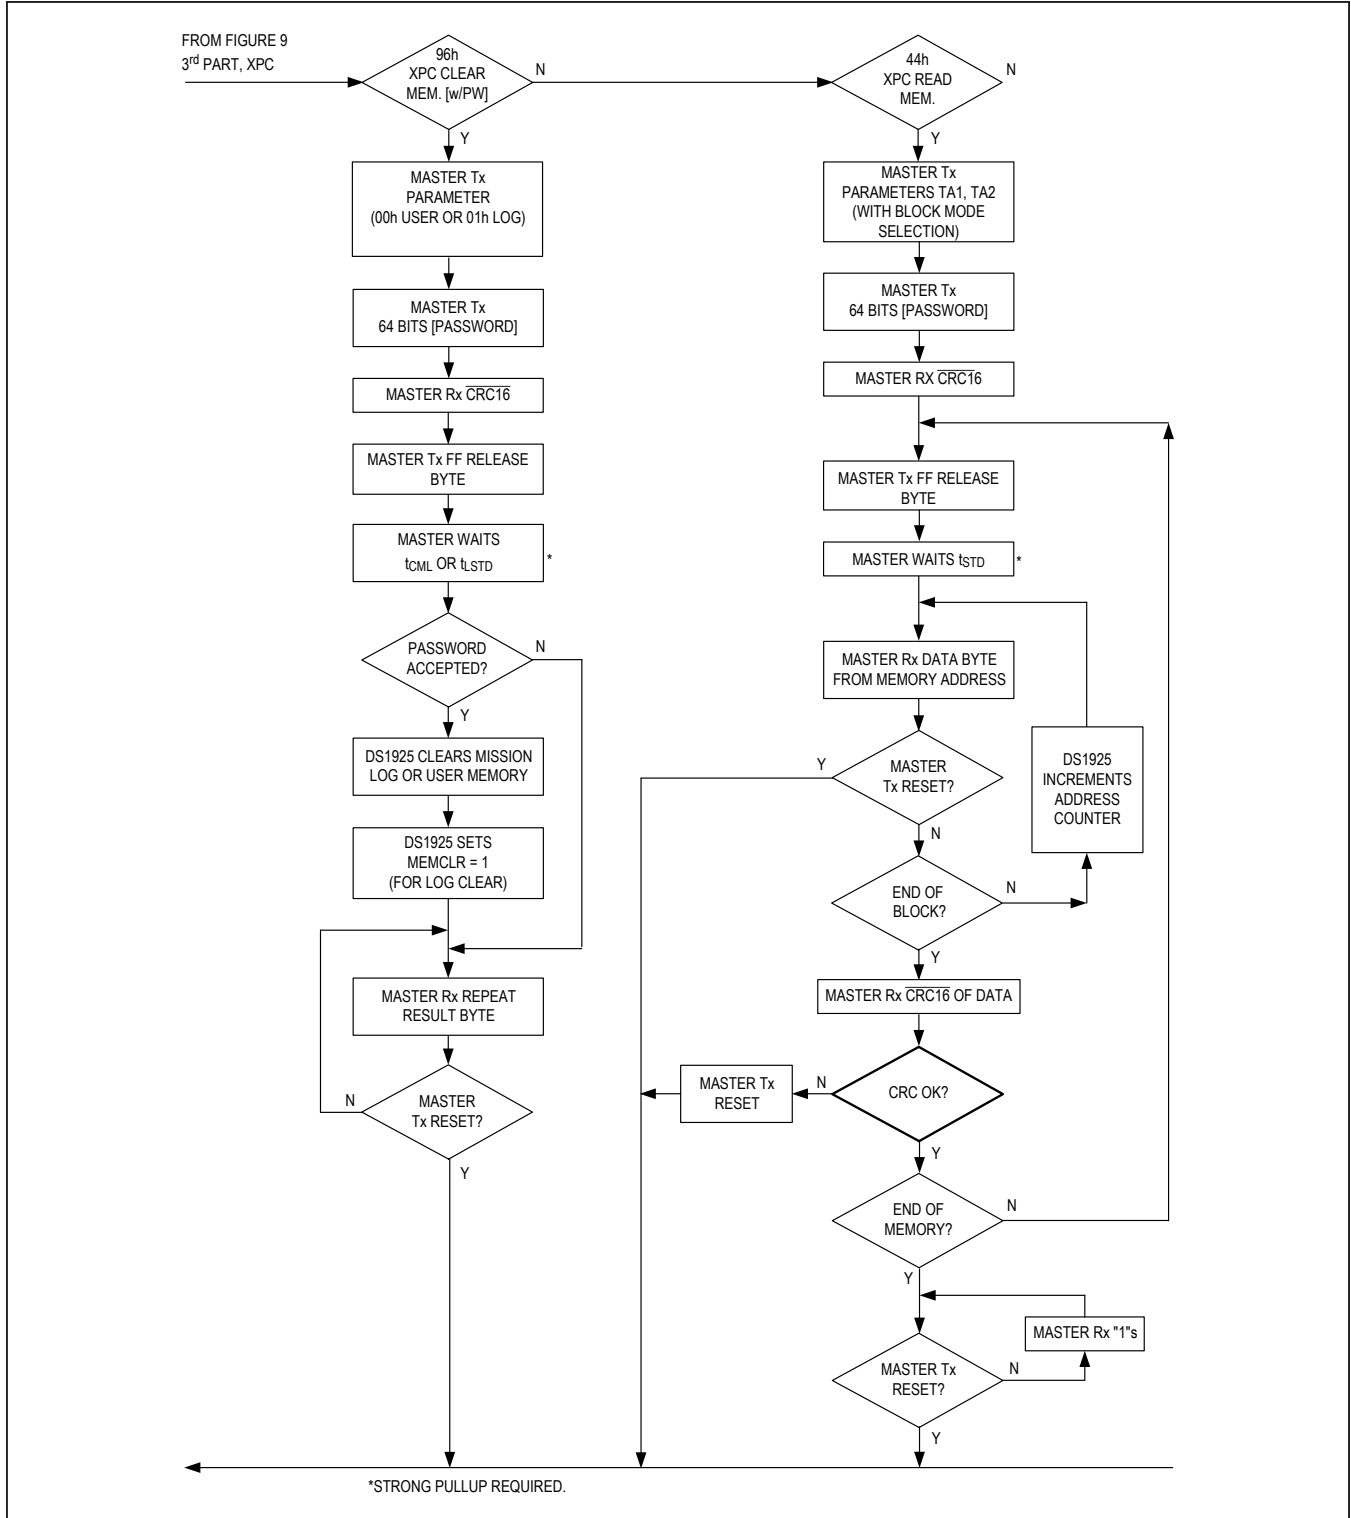 FROM FIGURE 9
3rd PART, XPC
96h
XPC CLEAR
MEM. [w/PW]
N
Y
MASTER Tx
PARAMETER
(00h USER OR 01h LOG)
MASTER Tx
64 BITS [PASSWORD]
MASTER Rx CRC16
MASTER Tx FF RELEASE
BYTE
MASTER WAITS
tCML OR tLSTD
*
PASSWORD
ACCEPTED?
N
Y
DS1925 CLEARS MISSION
LOG OR USER MEMORY
DS1925 SETS
MEMCLR = 1
(FOR LOG CLEAR)
MASTER Rx REPEAT
RESULT BYTE
N
MASTER
Tx RESET?
Y
44h
XPC READ
MEM.
N
Y
MASTER Tx
PARAMETERS TA1, TA2
(WITH BLOCK MODE
SELECTION)
MASTER Tx
64 BITS [PASSWORD]
MASTER RX CRC16
MASTER Tx FF RELEASE
BYTE
MASTER WAITS tSTD
*
MASTER Rx DATA BYTE
FROM MEMORY ADDRESS
Y
MASTER
Tx RESET?
N
DS1925
INCREMENTS
ADDRESS
COUNTER
END OF
BLOCK?
N
Y
MASTER Rx CRC16 OF DATA
MASTER Tx
RESET
N
CRC OK?
Y
END OF
MEMORY?
N
Y
MASTER Rx "1"s
MASTER Tx
RESET?
N
Y
*STRONG PULLUP REQUIRED.